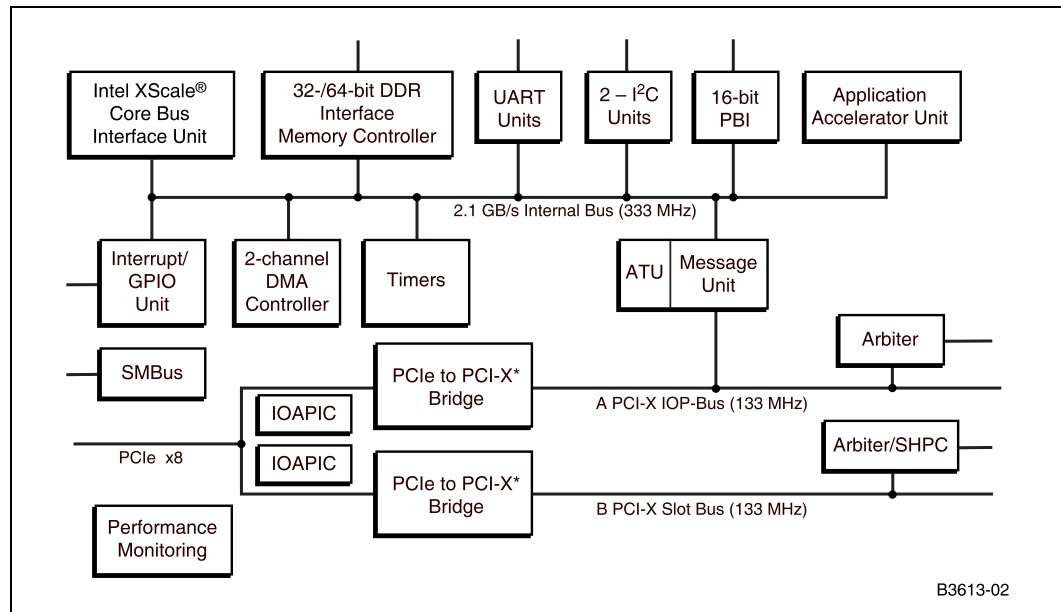 Intel XScale®
Core Bus
Interface Unit
32-/64-bit DDR
Interface
Memory Controller
UART
Units
2 – I²C
Units
16-bit
PBI
Application
Accelerator Unit
2.1 GB/s Internal Bus (333 MHz)
Interrupt/
GPIO
Unit
2-channel
DMA
Controller
Timers
ATU
Message
Unit
SMBus
PCIe to PCI-X*
Bridge
Arbiter
A PCI-X IOP-Bus (133 MHz)
IOAPIC
PCIe x8
IOAPIC
PCIe to PCI-X*
Bridge
Arbiter/SHPC
B PCI-X Slot Bus (133 MHz)
Performance
Monitoring
B3613-02